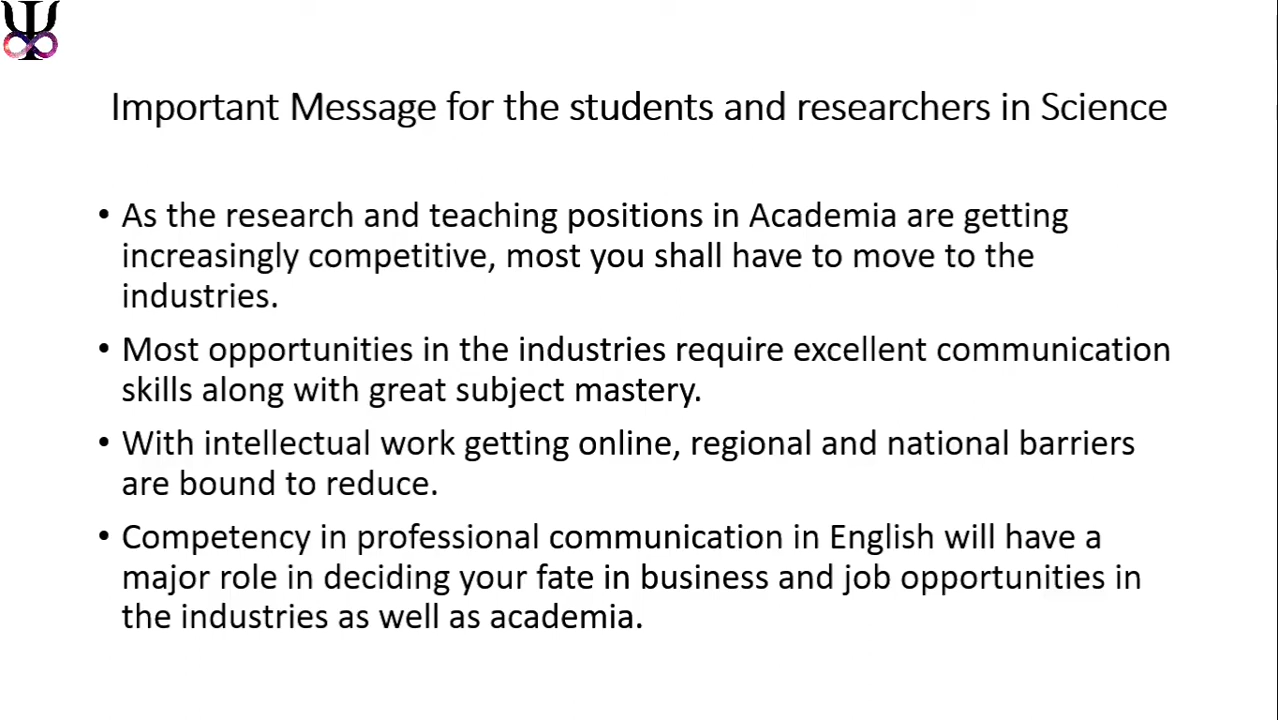 Important Message for the students and researchers in Science
• As the research and teaching positions in Academia are getting
increasingly competitive, most you shall have to move to the
industries.
• Most opportunities in the industries require excellent communication
skills along with great subject mastery.
• With intellectual work getting online, regional and national barriers
are bound to reduce.
• Competency in professional communication in English will have a
major role in deciding your fate in business and job opportunities in
the industries as well as academia.